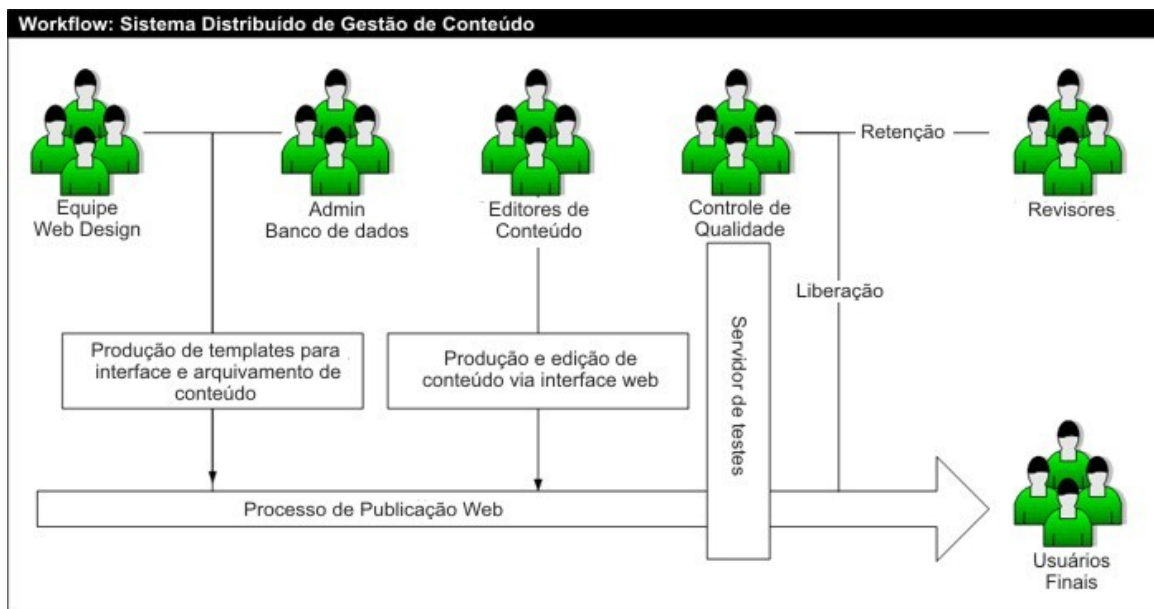 Workflow: Sistema Distribuído de Gestão de Conteúdo
Equipe
Web Design
Admin
Banco de dados
Editores de
Conteúdo
Controle de
Qualidade
Retenção
Revisores
Liberação
Produção de templates para
interface e arquivamento de
conteúdo
Produção e edição de
conteúdo via interface web
Servidor de testes
Processo de Publicação Web
Usuários
Finais